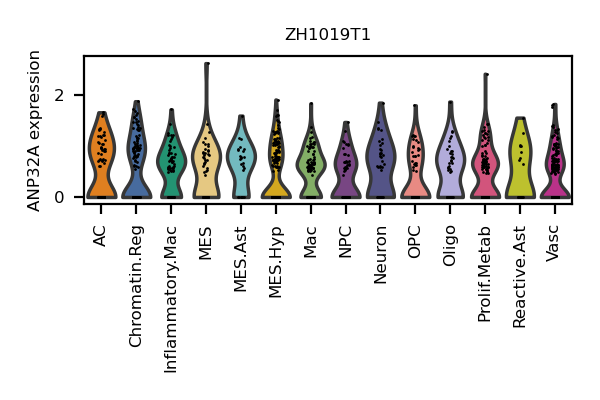 ZH1019T1
ANP32A expression
2
0
AC
Chromatin.Reg
Inflammatory.Mac
MES
MES.Ast
MES.Hyp
Mac
NPC
Neuron
OPC
Oligo
Prolif.Metab
Reactive.Ast
Vasc